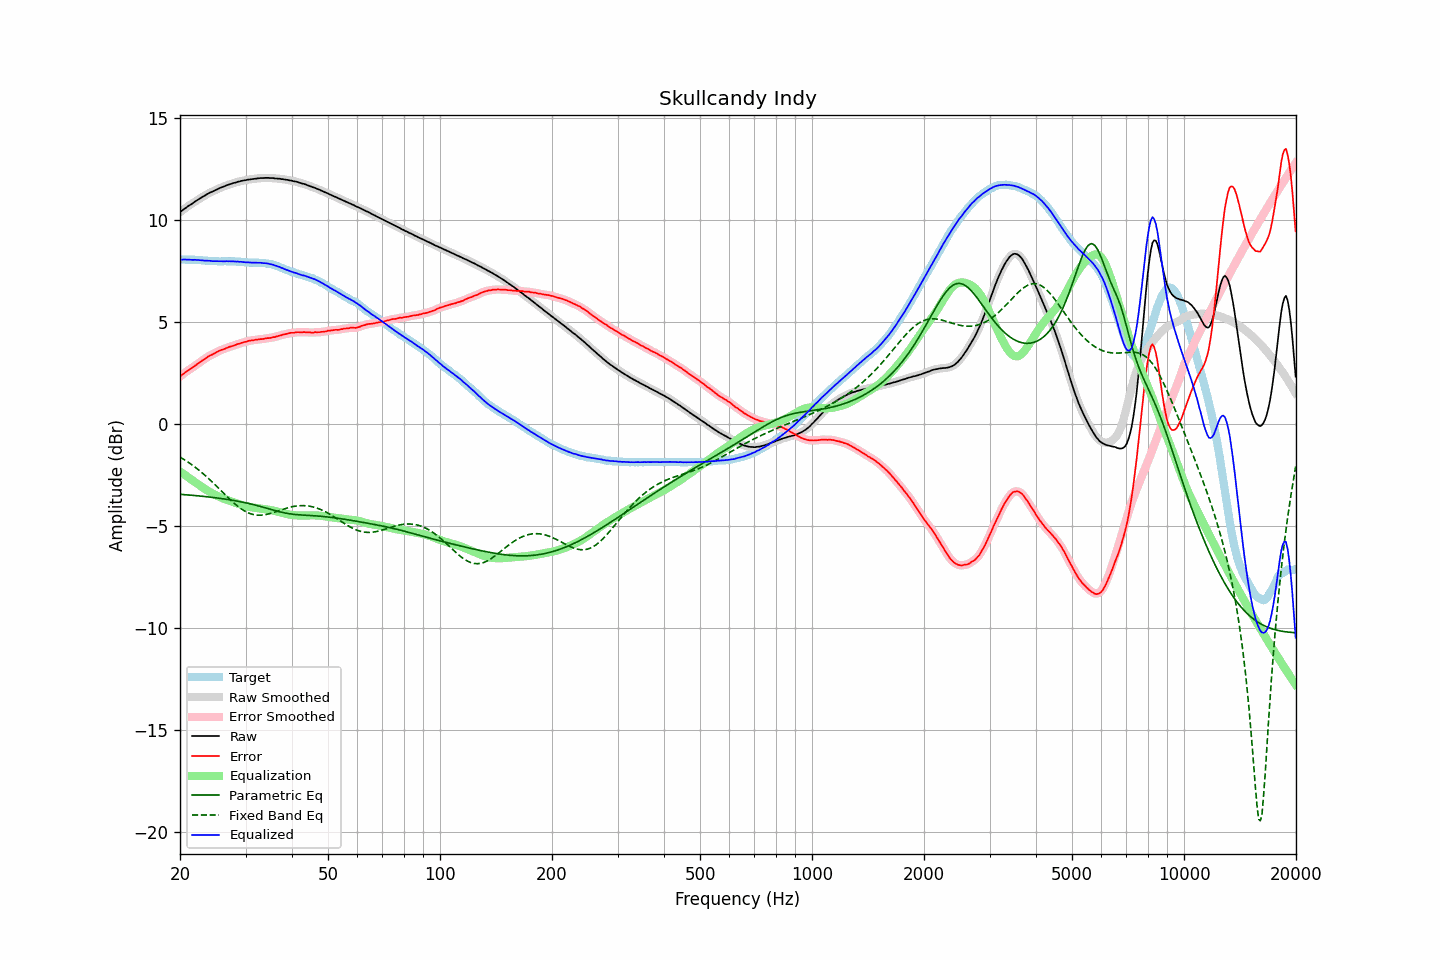 Skullcandy Indy
Amplitude (dBr)
15
10
5
0
−5
−10
−15
−20
Target
Raw Smoothed
Error Smoothed
Raw
Error
Equalization
Parametric Eq
Fixed Band Eq
Equalized
20 50 100 200 500 1000 2000 5000 10000 20000
Frequency (Hz)